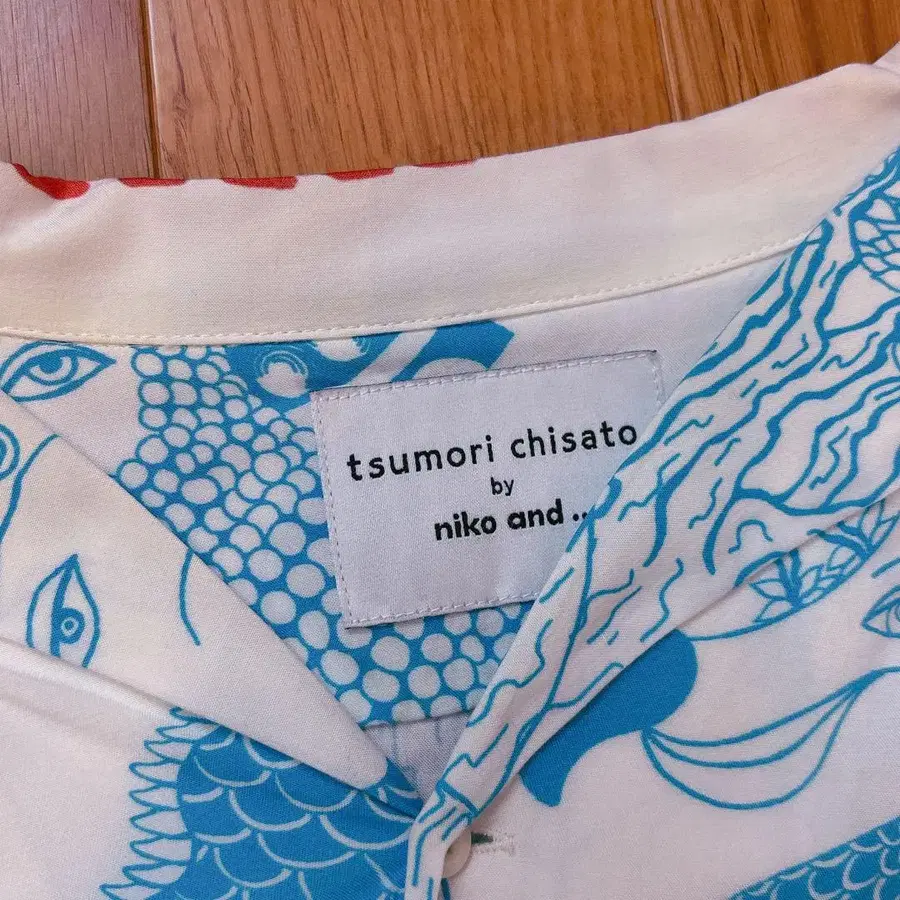 tsumori chisato
by
niko and ..